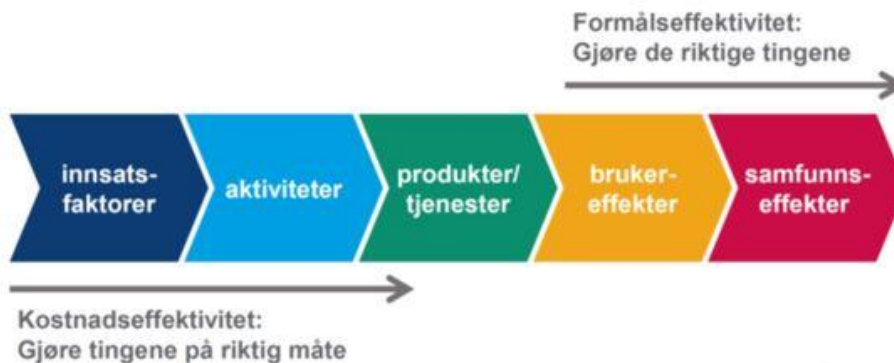 Formålseffektivitet:
Gjøre de riktige tingene
innsats-
faktorer
aktiviteter
produkter/
tjenester
bruker-
effekter
samfunns-
effekter
Kostnadseffektivitet:
Gjøre tingene på riktig måte